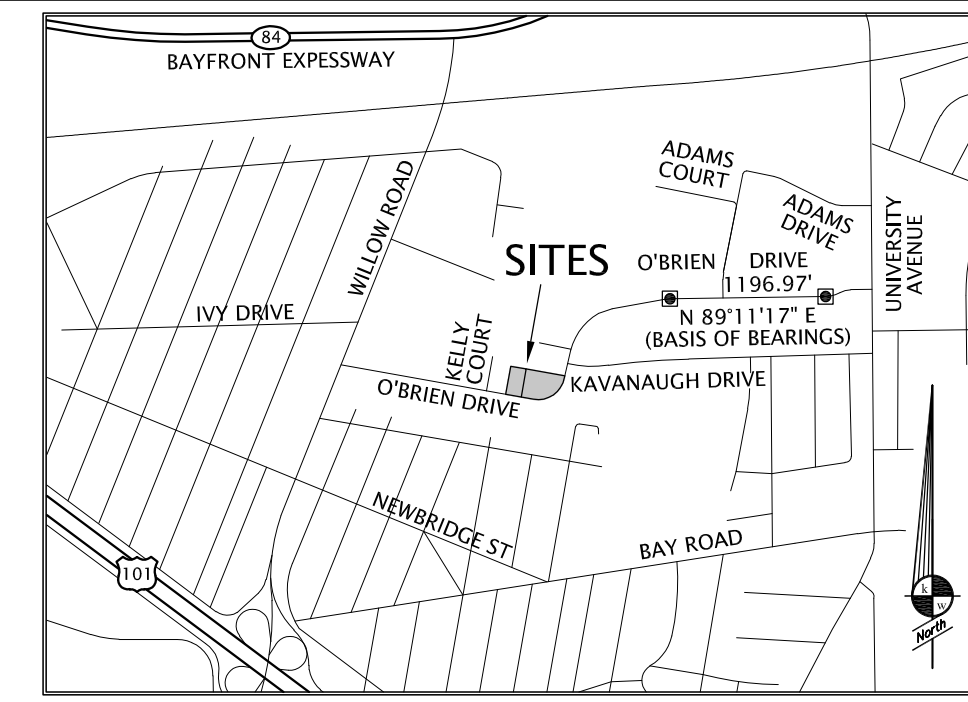 84
BAYFRONT EXPESSWAY
ADAMS
COURT
ADAMS
DRIVE
UNIVERSITY
AVENUE
WILLOW ROAD
SITES
O'BRIEN DRIVE
1196.97'
N 89°11'17" E
(BASIS OF BEARINGS)
IVY DRIVE
KELLY
COURT
KAVANAUGH DRIVE
O'BRIEN DRIVE
NEWBRIDGE ST
BAY ROAD
101
k
w
North